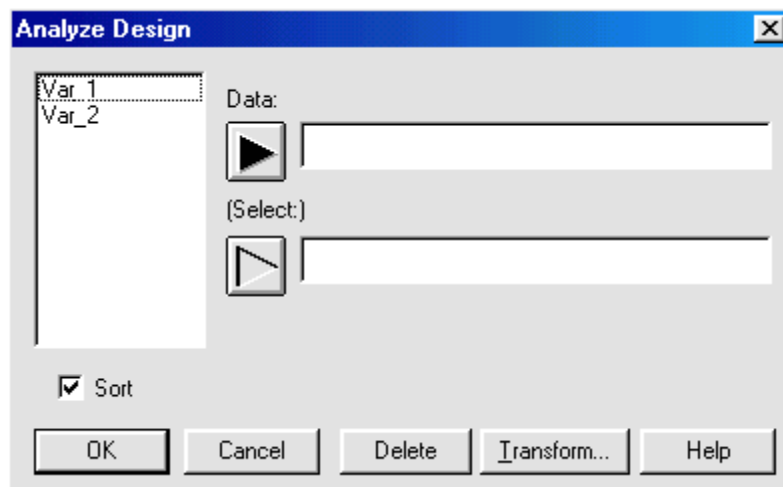 Analyze Design
Var_1
Var_2
Data:
(Select:)
Sort
OK
Cancel
Delete
Transform...
Help